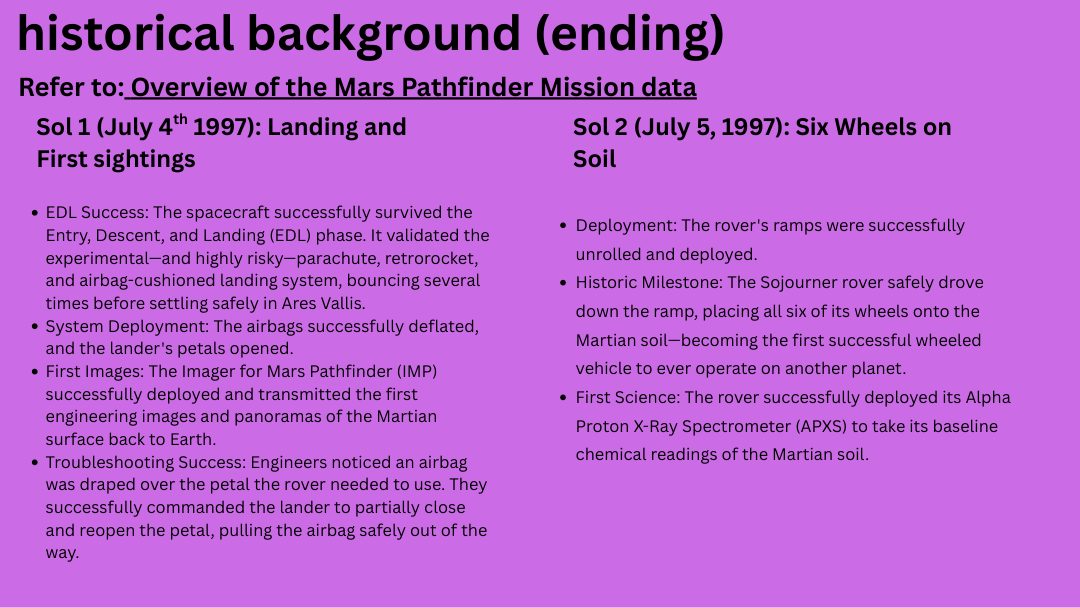 historical background (ending)
Refer to: Overview of the Mars Pathfinder Mission data
Sol 1 (July 4th 1997): Landing and
First sightings
• EDL Success: The spacecraft successfully survived the
Entry, Descent, and Landing (EDL) phase. It validated the
experimental—and highly risky—parachute, retrorocket,
and airbag-cushioned landing system, bouncing several
times before settling safely in Ares Vallis.
• System Deployment: The airbags successfully deflated,
and the lander's petals opened.
• First Images: The Imager for Mars Pathfinder (IMP)
successfully deployed and transmitted the first
engineering images and panoramas of the Martian
surface back to Earth.
• Troubleshooting Success: Engineers noticed an airbag
was draped over the petal the rover needed to use. They
successfully commanded the lander to partially close
and reopen the petal, pulling the airbag safely out of the
way.
Sol 2 (July 5, 1997): Six Wheels on
Soil
• Deployment: The rover's ramps were successfully
unrolled and deployed.
• Historic Milestone: The Sojourner rover safely drove
down the ramp, placing all six of its wheels onto the
Martian soil—becoming the first successful wheeled
vehicle to ever operate on another planet.
• First Science: The rover successfully deployed its Alpha
Proton X-Ray Spectrometer (APXS) to take its baseline
chemical readings of the Martian soil.